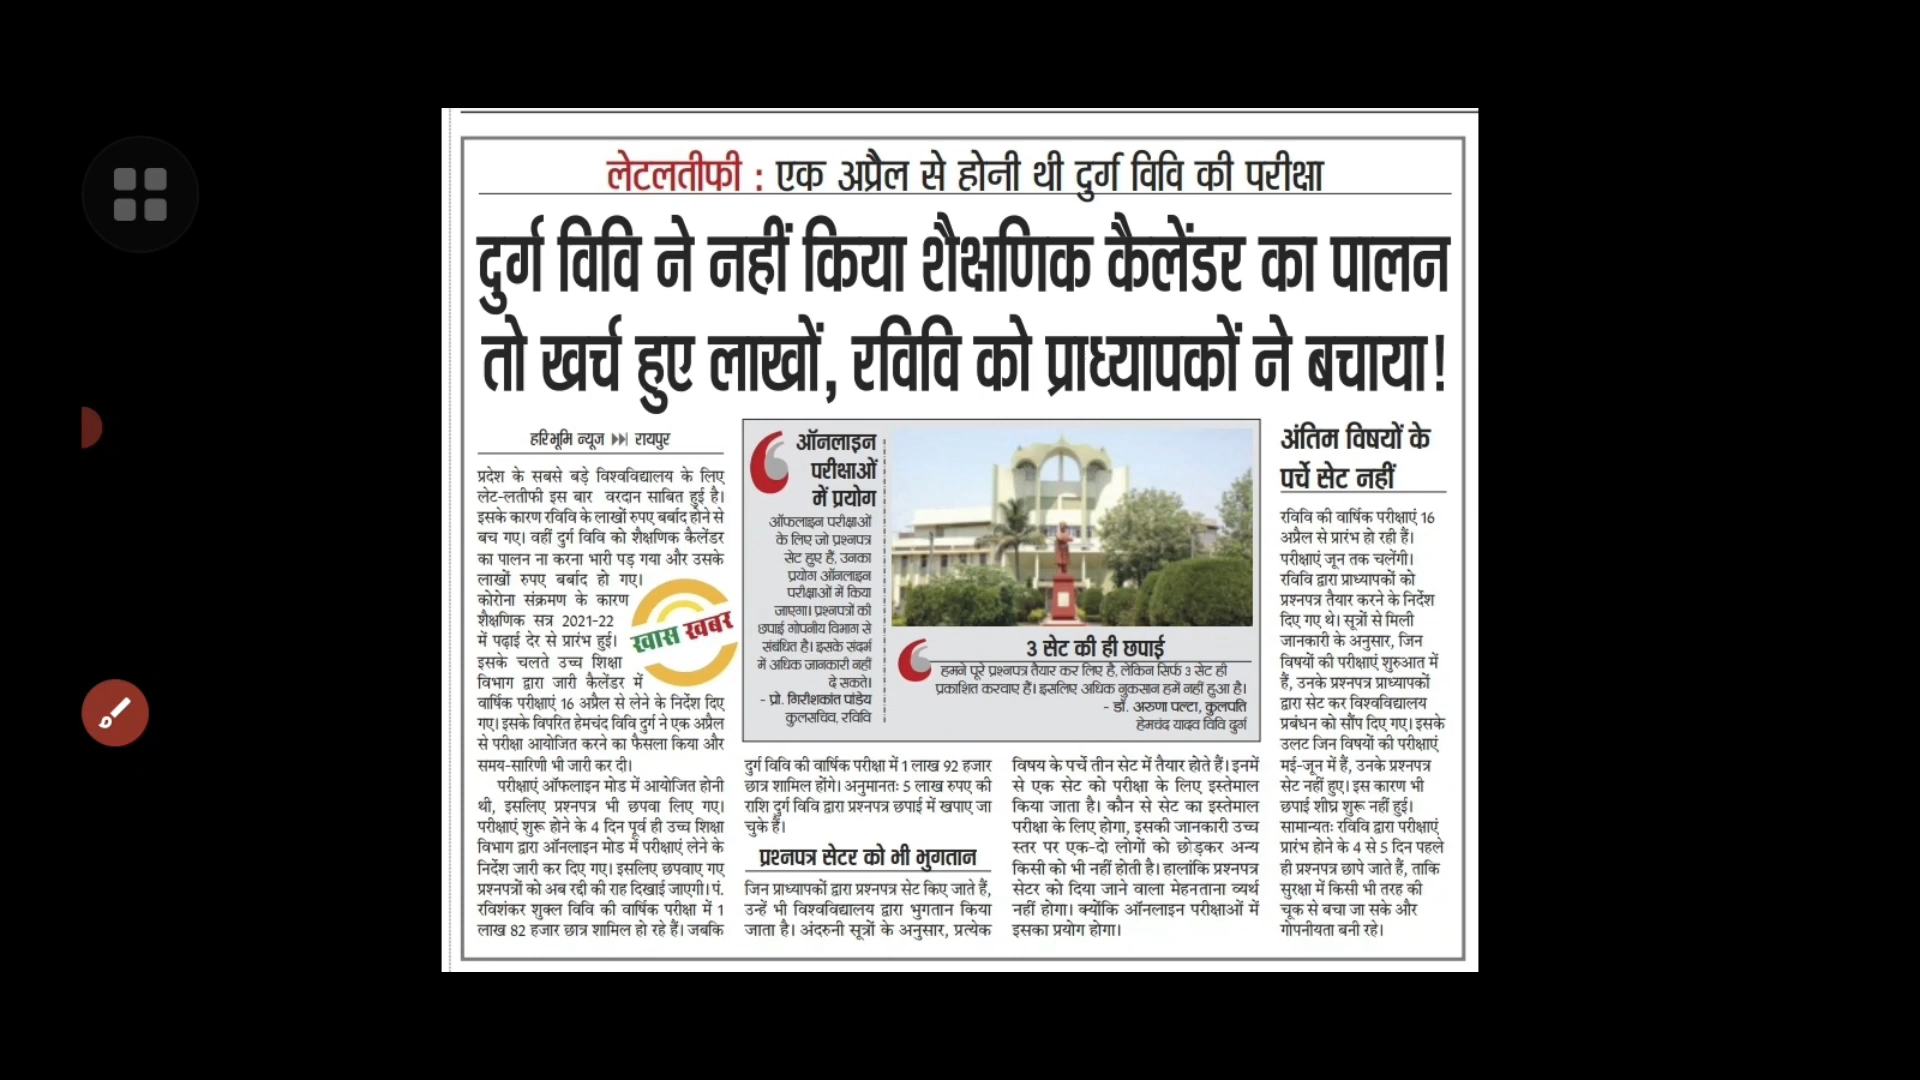 लेटलतीफी : एक अप्रैल से होनी थी दुर्ग विवि की परीक्षा
दुर्ग विवि ने नहीं किया शैक्षणिक कैलेंडर का पालन
तो खर्च हुए लाखों, रविवि को प्राध्यापकों ने बचाया!
हरिभूमि न्यूज रायपुर
प्रदेश के सबसे बड़े विश्वविद्यालय के लिए
लेट-लतीफी इस बार वरदान साबित हुई है।
इसके कारण रविवि के लाखों रुपए बर्बाद होने से
बच गए। वहीं दुर्ग विवि को शैक्षणिक कैलेंडर
का पालन ना करना भारी पड़ गया और उसके
लाखों रुपए बर्बाद हो गए।
कोरोना संक्रमण के कारण
शैक्षणिक सत्र 2021-22
में पढ़ाई देर से प्रारंभ हुई।
इसके चलते उच्च शिक्षा
विभाग द्वारा जारी कैलेंडर में
वार्षिक परीक्षाएं 16 अप्रैल से लेने के निर्देश दिए
गए। इसके विपरित हेमचंद विवि दुर्ग ने एक अप्रैल
से परीक्षा आयोजित करने का फैसला किया और
समय-सारिणी भी जारी कर दी।
परीक्षाएं ऑफलाइन मोड में आयोजित होनी
थी, इसलिए प्रश्नपत्र भी छपवा लिए गए।
परीक्षाएं शुरू होने के 4 दिन पूर्व ही उच्च शिक्षा
विभाग द्वारा ऑनलाइन मोड में परीक्षाएं लेने के
निर्देश जारी कर दिए गए। इसलिए छपवाए गए
प्रश्नपत्रों को अब रद्दी की राह दिखाई जाएगी। पं.
रविशंकर शुक्ल विवि की वार्षिक परीक्षा में 1
लाख 82 हजार छात्र शामिल हो रहे हैं। जबकि
खास खबर
ऑनलाइन
परीक्षाओं
में प्रयोग
ऑफलाइन परीक्षाओं
के लिए जो प्रश्नपत्र
सेट हुए हैं, उनका
प्रयोग ऑनलाइन
परीक्षाओं में किया
जाएगा। प्रश्नपत्रों की
छपाई गोपनीय विभाग से
संबंधित है। इसके संदर्भ
में अधिक जानकारी नहीं
दे सकते।
- प्रो. गिरीशकांत पांडेय
कुलसचिव, रविवि
3 सेट की ही छपाई
हमने पूरे प्रश्नपत्र तैयार कर लिए है, लेकिन सिर्फ 3 सेट ही
प्रकाशित करवाए हैं। इसलिए अधिक नुकसान हमें नहीं हुआ है।
- डॉ. अरुणा पल्टा, कुलपति
हेमचंद यादव विवि दुर्ग
दुर्ग विवि की वार्षिक परीक्षा में 1 लाख 92 हजार
छात्र शामिल होंगे। अनुमानतः 5 लाख रुपए की
राशि दुर्ग विवि द्वारा प्रश्नपत्र छपाई में खपाए जा
चुके हैं।
प्रश्नपत्र सेटर को भी भुगतान
जिन प्राध्यापकों द्वारा प्रश्नपत्र सेट किए जाते हैं,
उन्हें भी विश्वविद्यालय द्वारा भुगतान किया
जाता है। अंदरुनी सूत्रों के अनुसार, प्रत्येक
विषय के पर्चे तीन सेट में तैयार होते हैं। इनमें
से एक सेट को परीक्षा के लिए इस्तेमाल
किया जाता है। कौन से सेट का इस्तेमाल
परीक्षा के लिए होगा, इसकी जानकारी उच्च
स्तर पर एक-दो लोगों को छोड़कर अन्य
किसी को भी नहीं होती है। हालांकि प्रश्नपत्र
सेटर को दिया जाने वाला मेहनताना व्यर्थ
नहीं होगा। क्योंकि ऑनलाइन परीक्षाओं में
इसका प्रयोग होगा।
अंतिम विषयों के
पर्चे सेट नहीं
रविवि की वार्षिक परीक्षाएं 16
अप्रैल से प्रारंभ हो रही हैं।
परीक्षाएं जून तक चलेंगी।
रविवि द्वारा प्राध्यापकों को
प्रश्नपत्र तैयार करने के निर्देश
दिए गए थे। सूत्रों से मिली
जानकारी के अनुसार, जिन
विषयों की परीक्षाएं शुरुआत में
हैं, उनके प्रश्नपत्र प्राध्यापकों
द्वारा सेट कर विश्वविद्यालय
प्रबंधन को सौंप दिए गए। इसके
उलट जिन विषयों की परीक्षाएं
मई-जून में हैं, उनके प्रश्नपत्र
सेट नहीं हुए। इस कारण भी
छपाई शीघ्र शुरू नहीं हुई।
सामान्यतः रविवि द्वारा परीक्षाएं
प्रारंभ होने के 4 से 5 दिन पहले
ही प्रश्नपत्र छापे जाते हैं, ताकि
सुरक्षा में किसी भी तरह की
चूक से बचा जा सके और
गोपनीयता बनी रहे।